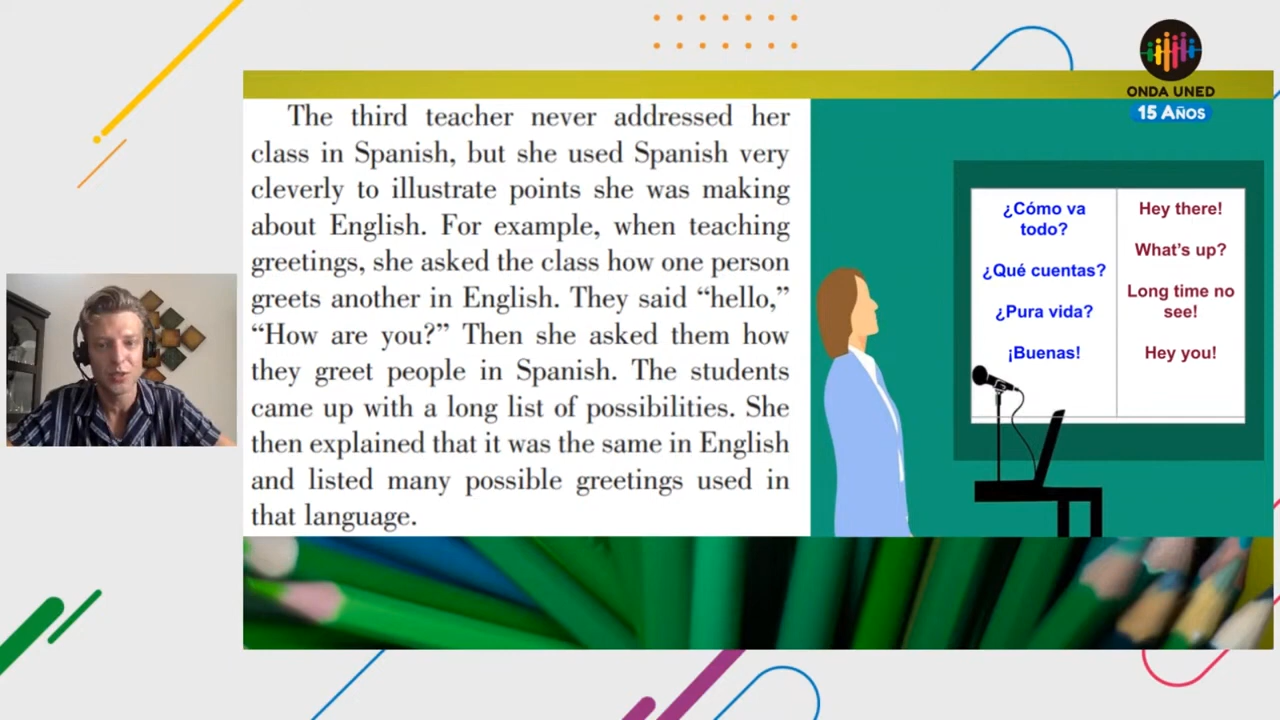 The third teacher never addressed her
class in Spanish, but she used Spanish very
cleverly to illustrate points she was making
about English. For example, when teaching
greetings, she asked the class how one person
greets another in English. They said “hello,”
“How are you?” Then she asked them how
they greet people in Spanish. The students
came up with a long list of possibilities. She
then explained that it was the same in English
and listed many possible greetings used in
that language.
¿Cómo va
todo?
¿Qué cuentas?
¿Pura vida?
¡Buenas!
Hey there!
What’s up?
Long time no
see!
Hey you!
ONDA UNED
15 AÑOS